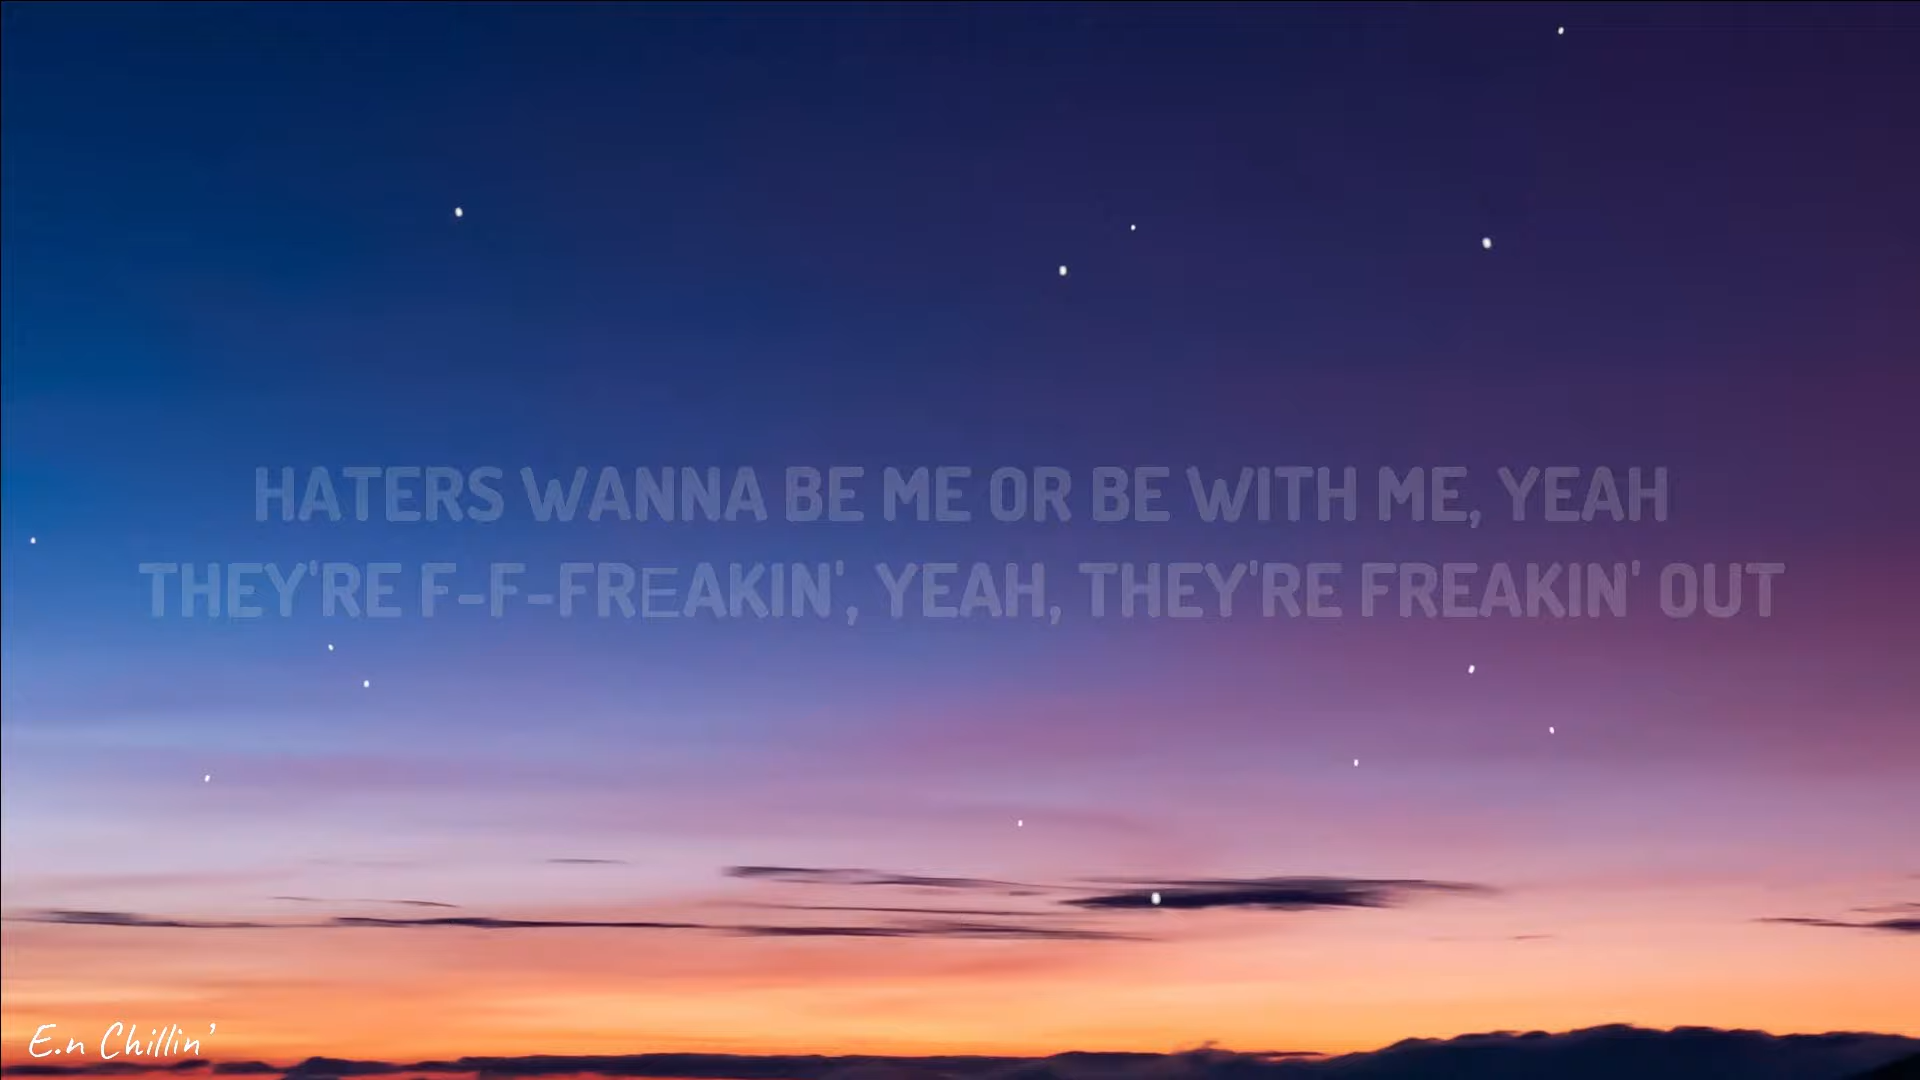 HATERS WANNA BE ME OR BE WITH ME, YEAH
THEY'RE F-F-FREAKIN', YEAH, THEY'RE FREAKIN' OUT
E.n Chillin'